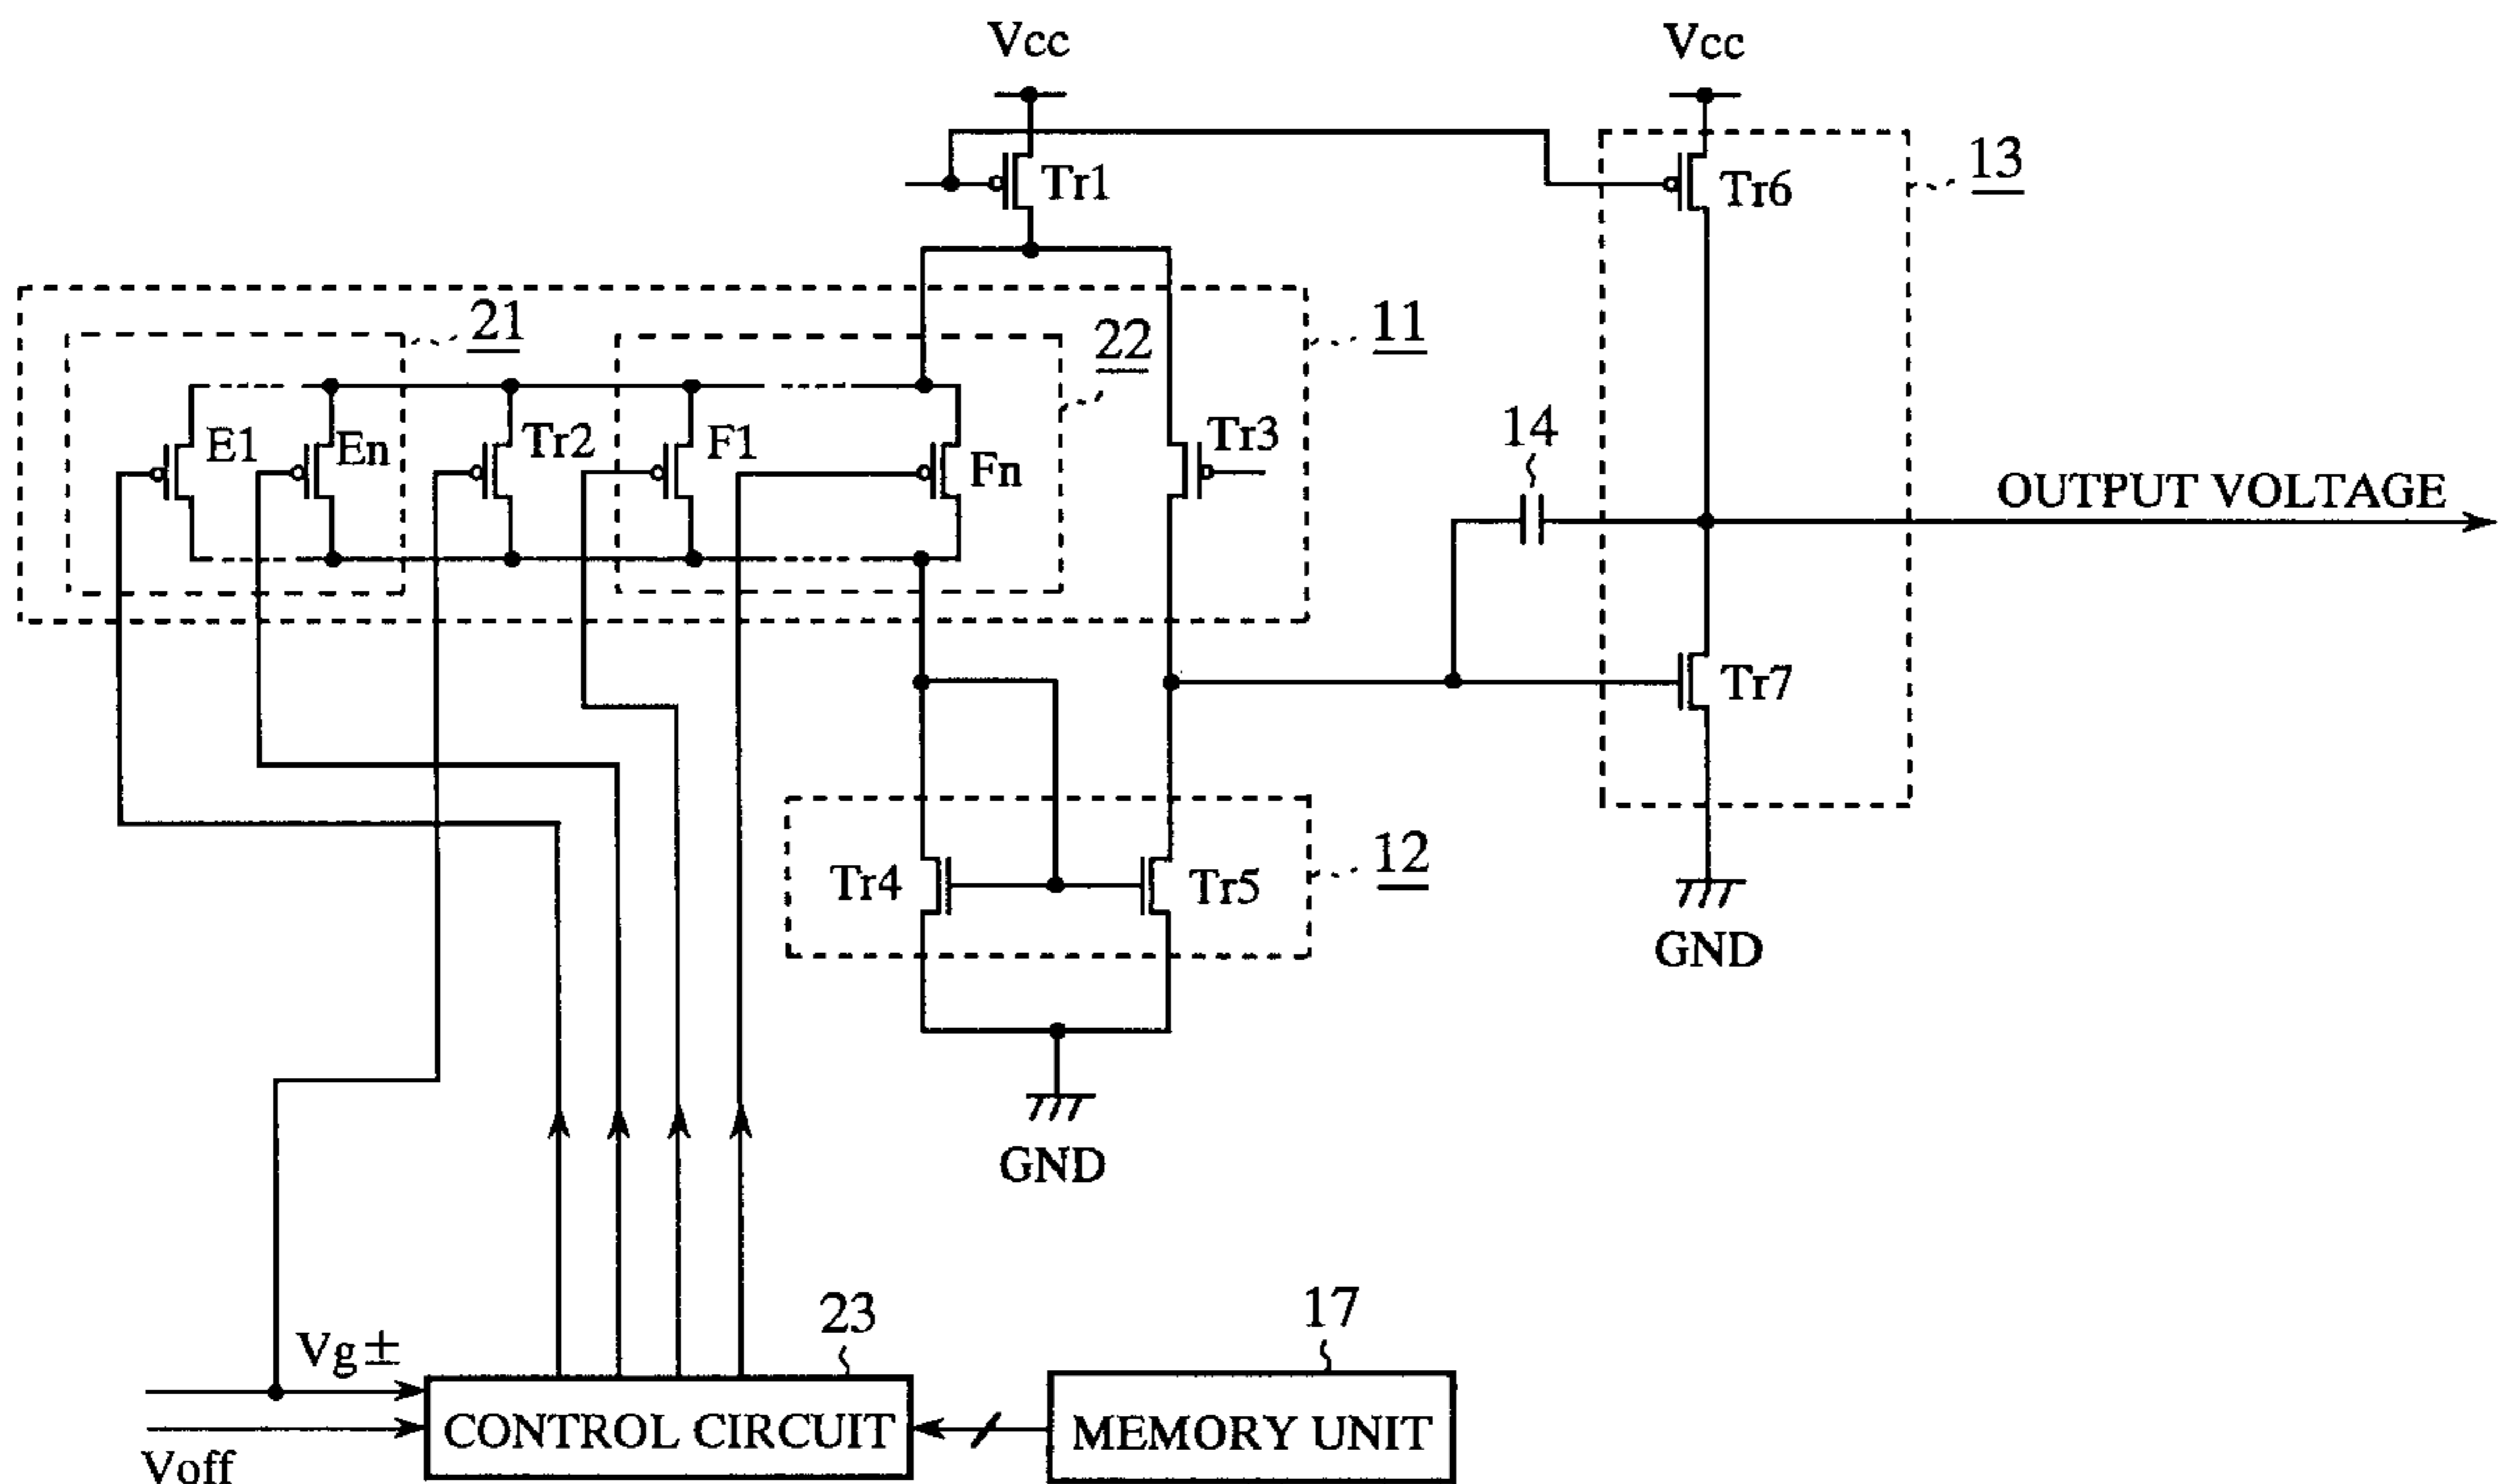 Vcc
Vcc
Tr1
Tr6
13
21
22
11
E1
En
Tr2
F1
Fn
Tr3
14
OUTPUT VOLTAGE
Tr7
Tr4
Tr5
12
GND
GND
23
17
Vg±
CONTROL CIRCUIT
MEMORY UNIT
Voff